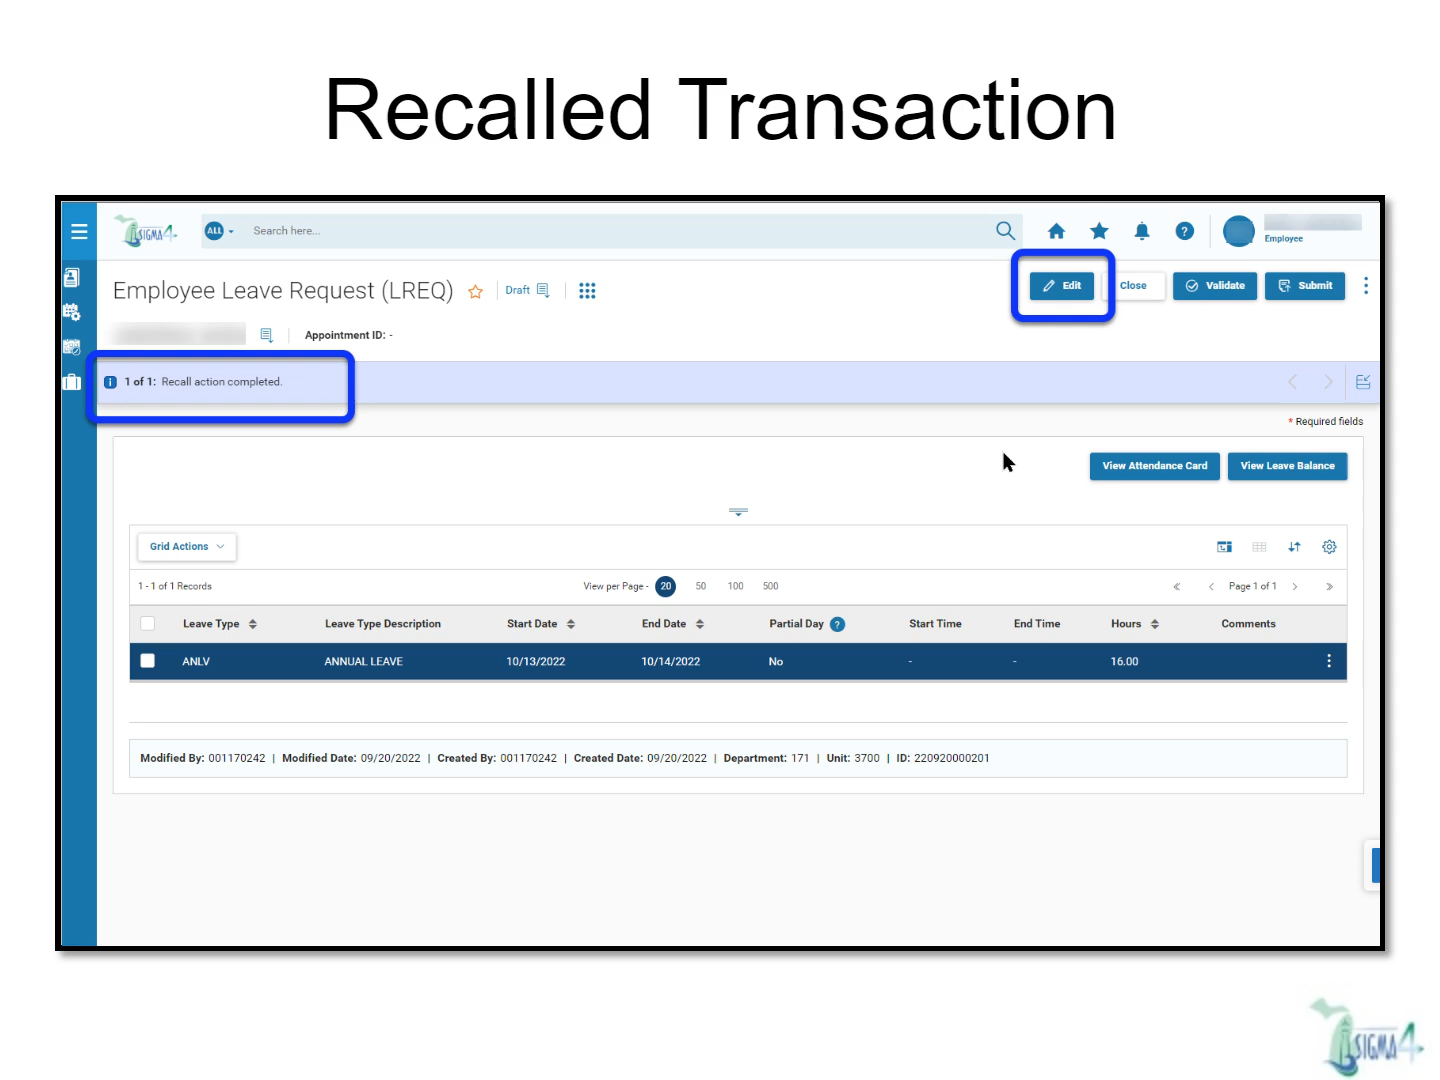 Recalled Transaction
SIGMA4
ALL
Search here...
?
Employee
Employee Leave Request (LREQ)
Draft
Edit
Close
Validate
Submit
Appointment ID: -
1 of 1: Recall action completed.
* Required fields
View Attendance Card
View Leave Balance
Grid Actions
1 - 1 of 1 Records
View per Page - 20 50 100 500
Page 1 of 1
Leave Type Leave Type Description Start Date End Date Partial Day ? Start Time End Time Hours Comments
ANLV ANNUAL LEAVE 10/13/2022 10/14/2022 No - - 16.00
Modified By: 001170242 | Modified Date: 09/20/2022 | Created By: 001170242 | Created Date: 09/20/2022 | Department: 171 | Unit: 3700 | ID: 220920000201
SIGMA4